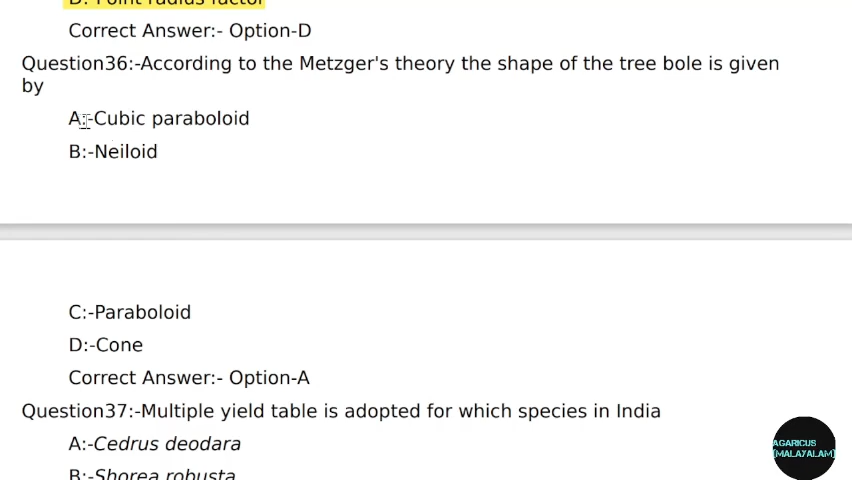 D:-Point radius factor
Correct Answer:- Option-D
Question36:-According to the Metzger's theory the shape of the tree bole is given
by
A:-Cubic paraboloid
B:-Neiloid
C:-Paraboloid
D:-Cone
Correct Answer:- Option-A
Question37:-Multiple yield table is adopted for which species in India
A:-Cedrus deodara
B:-Shorea robusta
AGARICUS
[MALAYALAM]